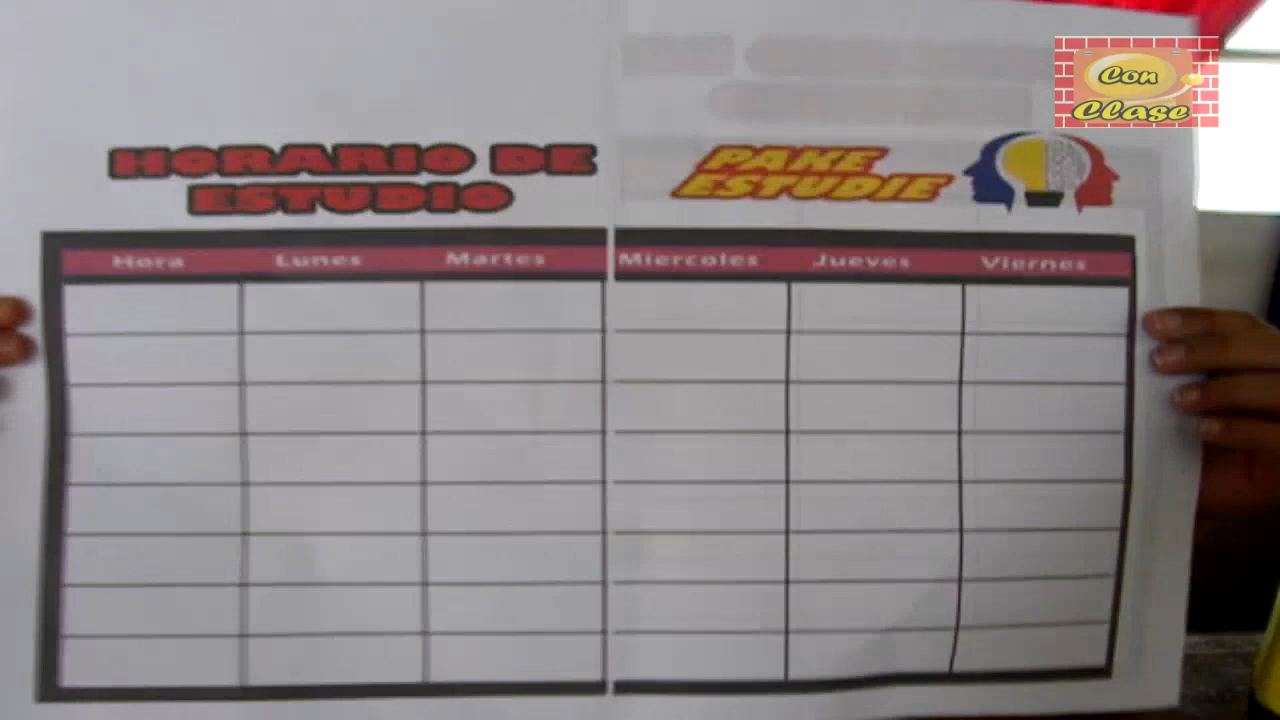 Con
Clase
HORARIO DE
ESTUDIO
PAKE
ESTUDIE
Hora Lunes Martes Miercoles Jueves Viernes